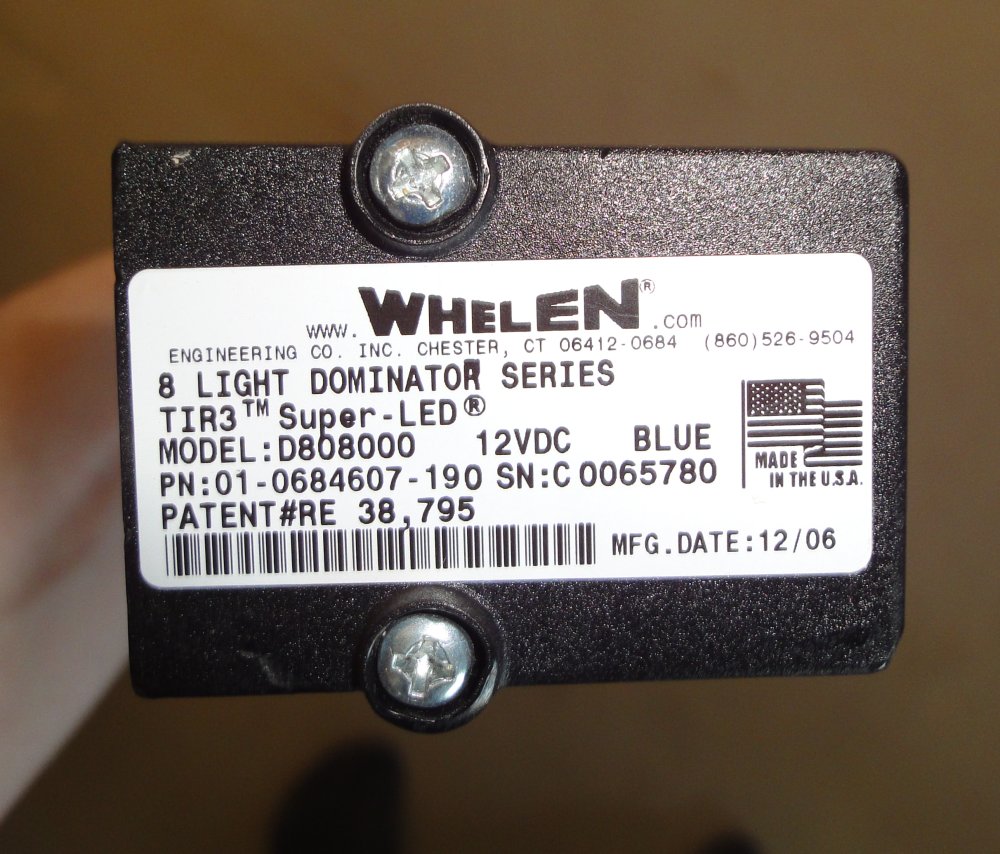 www.WHELEN®.com
ENGINEERING CO. INC. CHESTER, CT 06412-0684 (860)526-9504
8 LIGHT DOMINATOR SERIES
TIR3™ Super-LED®
MODEL:D808000 12VDC BLUE
PN:01-0684607-190 SN:C0065780
PATENT#RE 38,795
MFG.DATE:12/06
MADE
IN THE U.S.A.